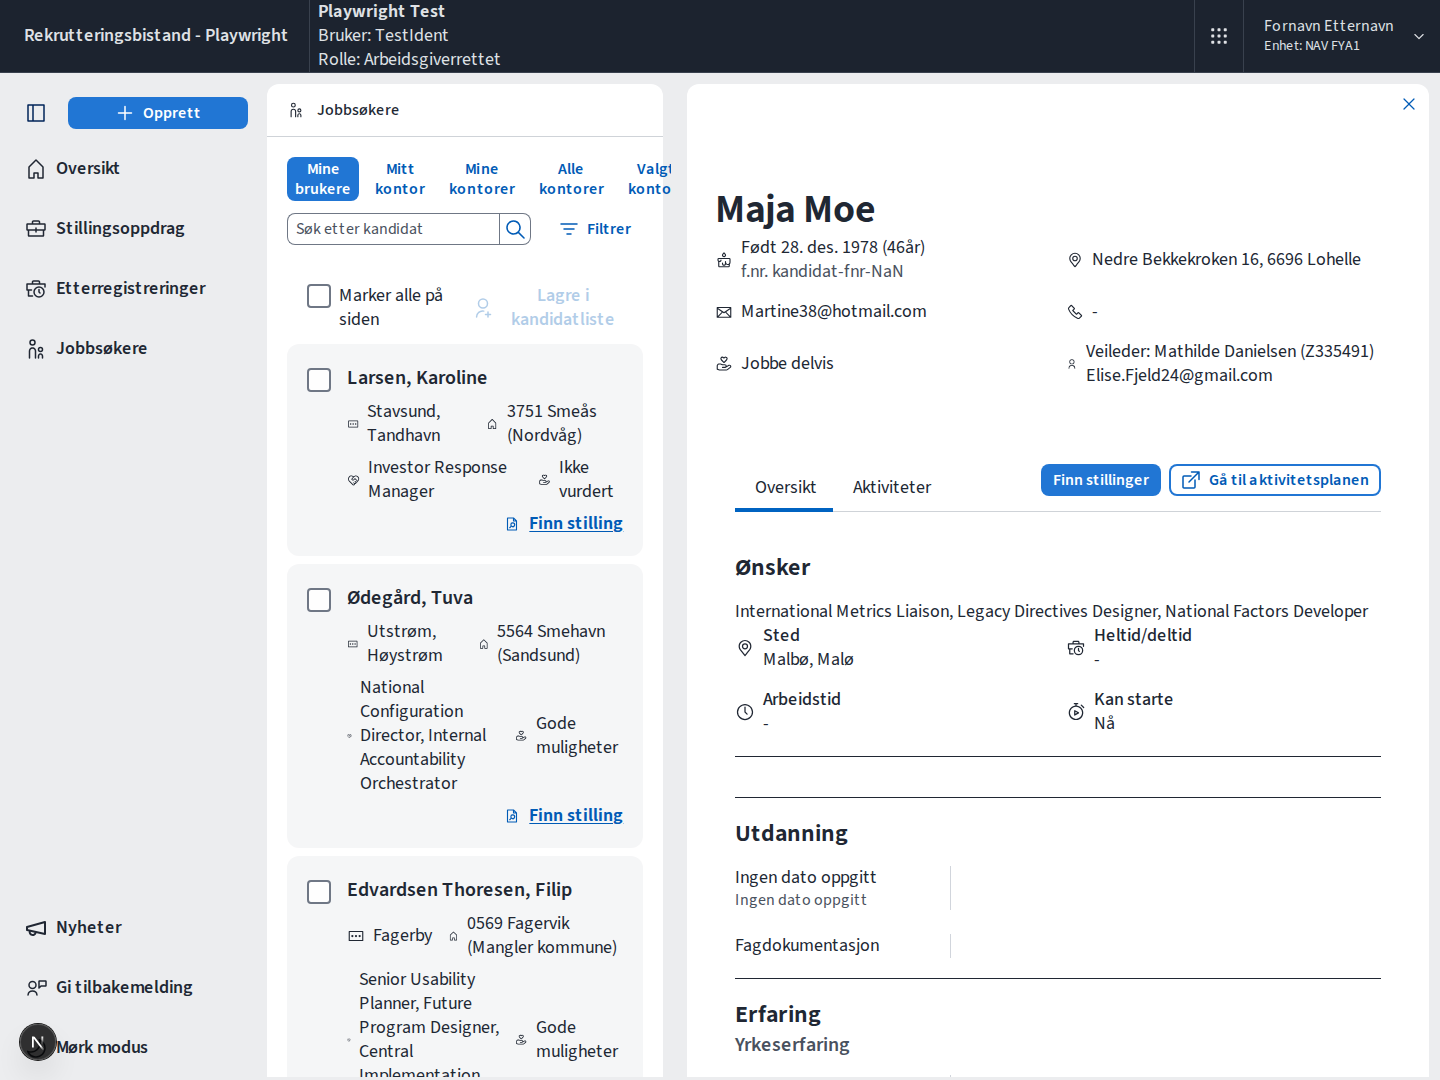 Rekrutteringsbistand - Playwright
Playwright Test
Bruker: TestIdent
Rolle: Arbeidsgiverrettet
Fornavn Etternavn
Enhet: NAV FYA1
Opprett
Oversikt
Stillingsoppdrag
Etterregistreringer
Jobbsøkere
Nyheter
Gi tilbakemelding
Mørk modus
N
Jobbsøkere
Mine brukere
Mitt kontor
Mine kontorer
Alle kontorer
Valgt konto
Søk etter kandidat
Filtrer
Marker alle på siden
Lagre i kandidatliste
Larsen, Karoline
Stavsund, Tandhavn
3751 Smeås (Nordvåg)
Investor Response Manager
Ikke vurdert
Finn stilling
Ødegård, Tuva
Utstrøm, Høystrøm
5564 Smehavn (Sandsund)
National Configuration Director, Internal Accountability Orchestrator
Gode muligheter
Finn stilling
Edvardsen Thoresen, Filip
Fagerby
0569 Fagervik (Mangler kommune)
Senior Usability Planner, Future Program Designer, Central Implementation
Gode muligheter
Maja Moe
Født 28. des. 1978 (46år)
f.nr. kandidat-fnr-NaN
Nedre Bekkekroken 16, 6696 Lohelle
Martine38@hotmail.com
-
Jobbe delvis
Veileder: Mathilde Danielsen (Z335491)
Elise.Fjeld24@gmail.com
Oversikt
Aktiviteter
Finn stillinger
Gå til aktivitetsplanen
Ønsker
International Metrics Liaison, Legacy Directives Designer, National Factors Developer
Sted
Malbø, Malø
Heltid/deltid
-
Arbeidstid
-
Kan starte
Nå
Utdanning
Ingen dato oppgitt
Ingen dato oppgitt
Fagdokumentasjon
Erfaring
Yrkeserfaring